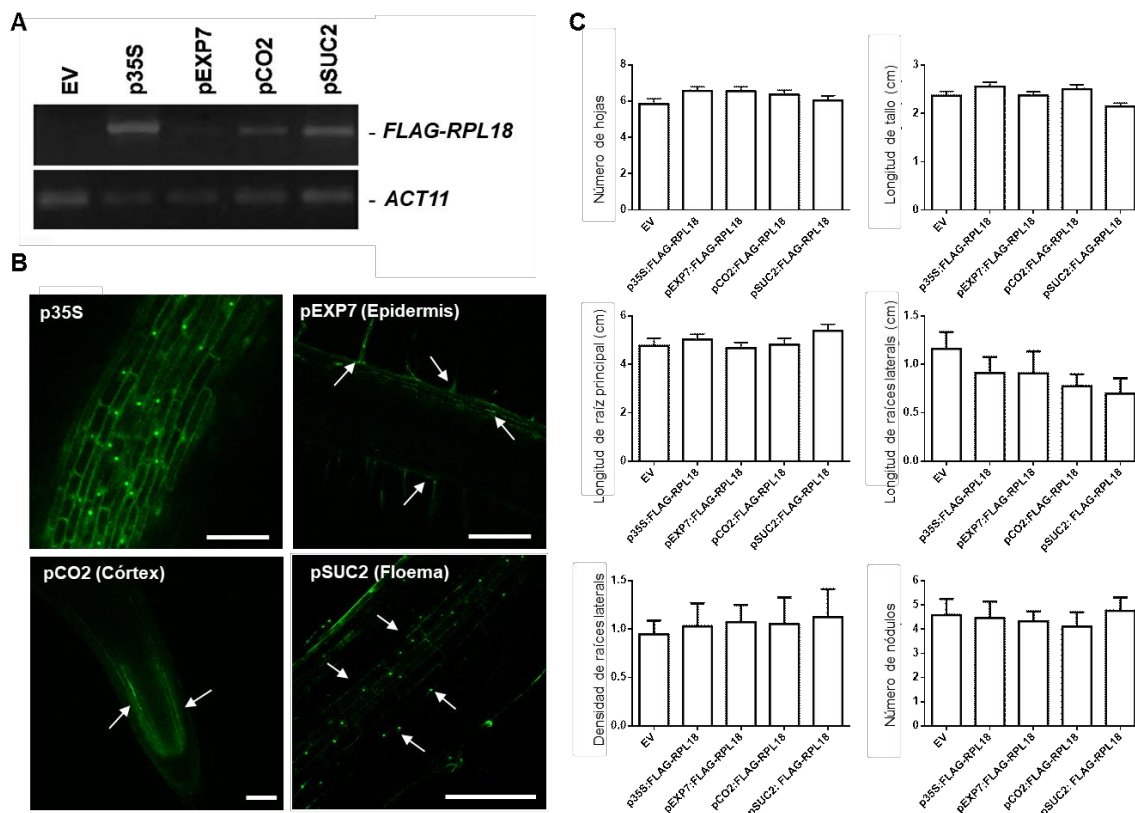 A
EV
p35S
pEXP7
pCO2
pSUC2
- FLAG-RPL18
- ACT11
B
p35S
pEXP7 (Epidermis)
pCO2 (Córtex)
pSUC2 (Floema)
C
Número de hojas
8
6
4
2
0
EV
p35S:FLAG-RPL18
pEXP7:FLAG-RPL18
pCO2:FLAG-RPL18
pSUC2:FLAG-RPL18
Longitud de tallo (cm)
3
2
1
0
EV
p35S:FLAG-RPL18
pEXP7:FLAG-RPL18
pCO2:FLAG-RPL18
pSUC2:FLAG-RPL18
Longitud de raíz principal (cm)
6
4
2
0
EV
p35S:FLAG-RPL18
pEXP7:FLAG-RPL18
pCO2:FLAG-RPL18
pSUC2:FLAG-RPL18
Longitud de raíces laterals (cm)
1.5
1.0
0.5
0.0
EV
p35S:FLAG-RPL18
pEXP7:FLAG-RPL18
pCO2:FLAG-RPL18
pSUC2: FLAG-RPL18
Densidad de raíces laterals
1.5
1.0
0.5
0.0
EV
p35S:FLAG-RPL18
pEXP7:FLAG-RPL18
pCO2:FLAG-RPL18
pSUC2: FLAG-RPL18
Número de nódulos
6
5
4
3
2
1
0
EV
p35S:FLAG-RPL18
pEXP7:FLAG-RPL18
pCO2:FLAG-RPL18
pSUC2: FLAG-RPL18